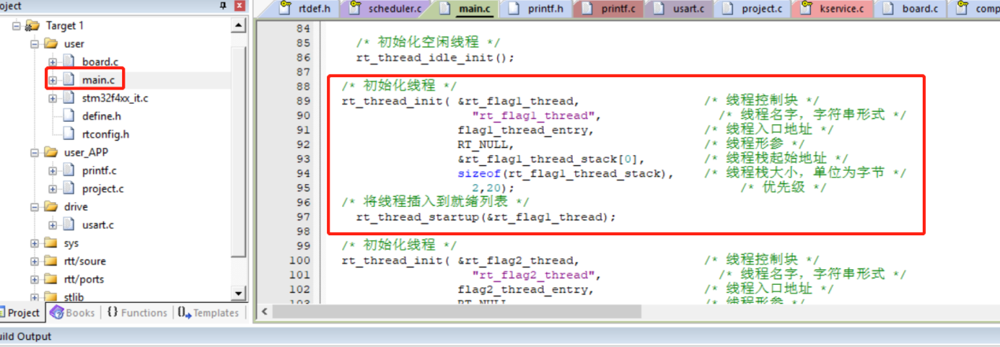 oject
Target 1
user
board.c
main.c
stm32f4xx_it.c
define.h
rtconfig.h
user_APP
printf.c
project.c
drive
usart.c
sys
rtt/soure
rtt/ports
stlib
Project Books {} Functions Templates
uild Output
rtdef.h scheduler.c main.c printf.h printf.c usart.c project.c kservice.c board.c comp
84
85 /* 初始化空闲线程 */
86 rt_thread_idle_init();
87
88 /* 初始化线程 */
89 rt_thread_init( &rt_flag1_thread, /* 线程控制块 */
90 "rt_flag1_thread", /* 线程名字，字符串形式 */
91 flag1_thread_entry, /* 线程入口地址 */
92 RT_NULL, /* 线程形参 */
93 &rt_flag1_thread_stack[0], /* 线程栈起始地址 */
94 sizeof(rt_flag1_thread_stack), /* 线程栈大小，单位为字节 */
95 2,20); /* 优先级 */
96 /* 将线程插入到就绪列表 */
97 rt_thread_startup(&rt_flag1_thread);
98
99 /* 初始化线程 */
100 rt_thread_init( &rt_flag2_thread, /* 线程控制块 */
101 "rt_flag2_thread", /* 线程名字，字符串形式 */
102 flag2_thread_entry, /* 线程入口地址 */
103 RT_NULL /* 线程形参 */